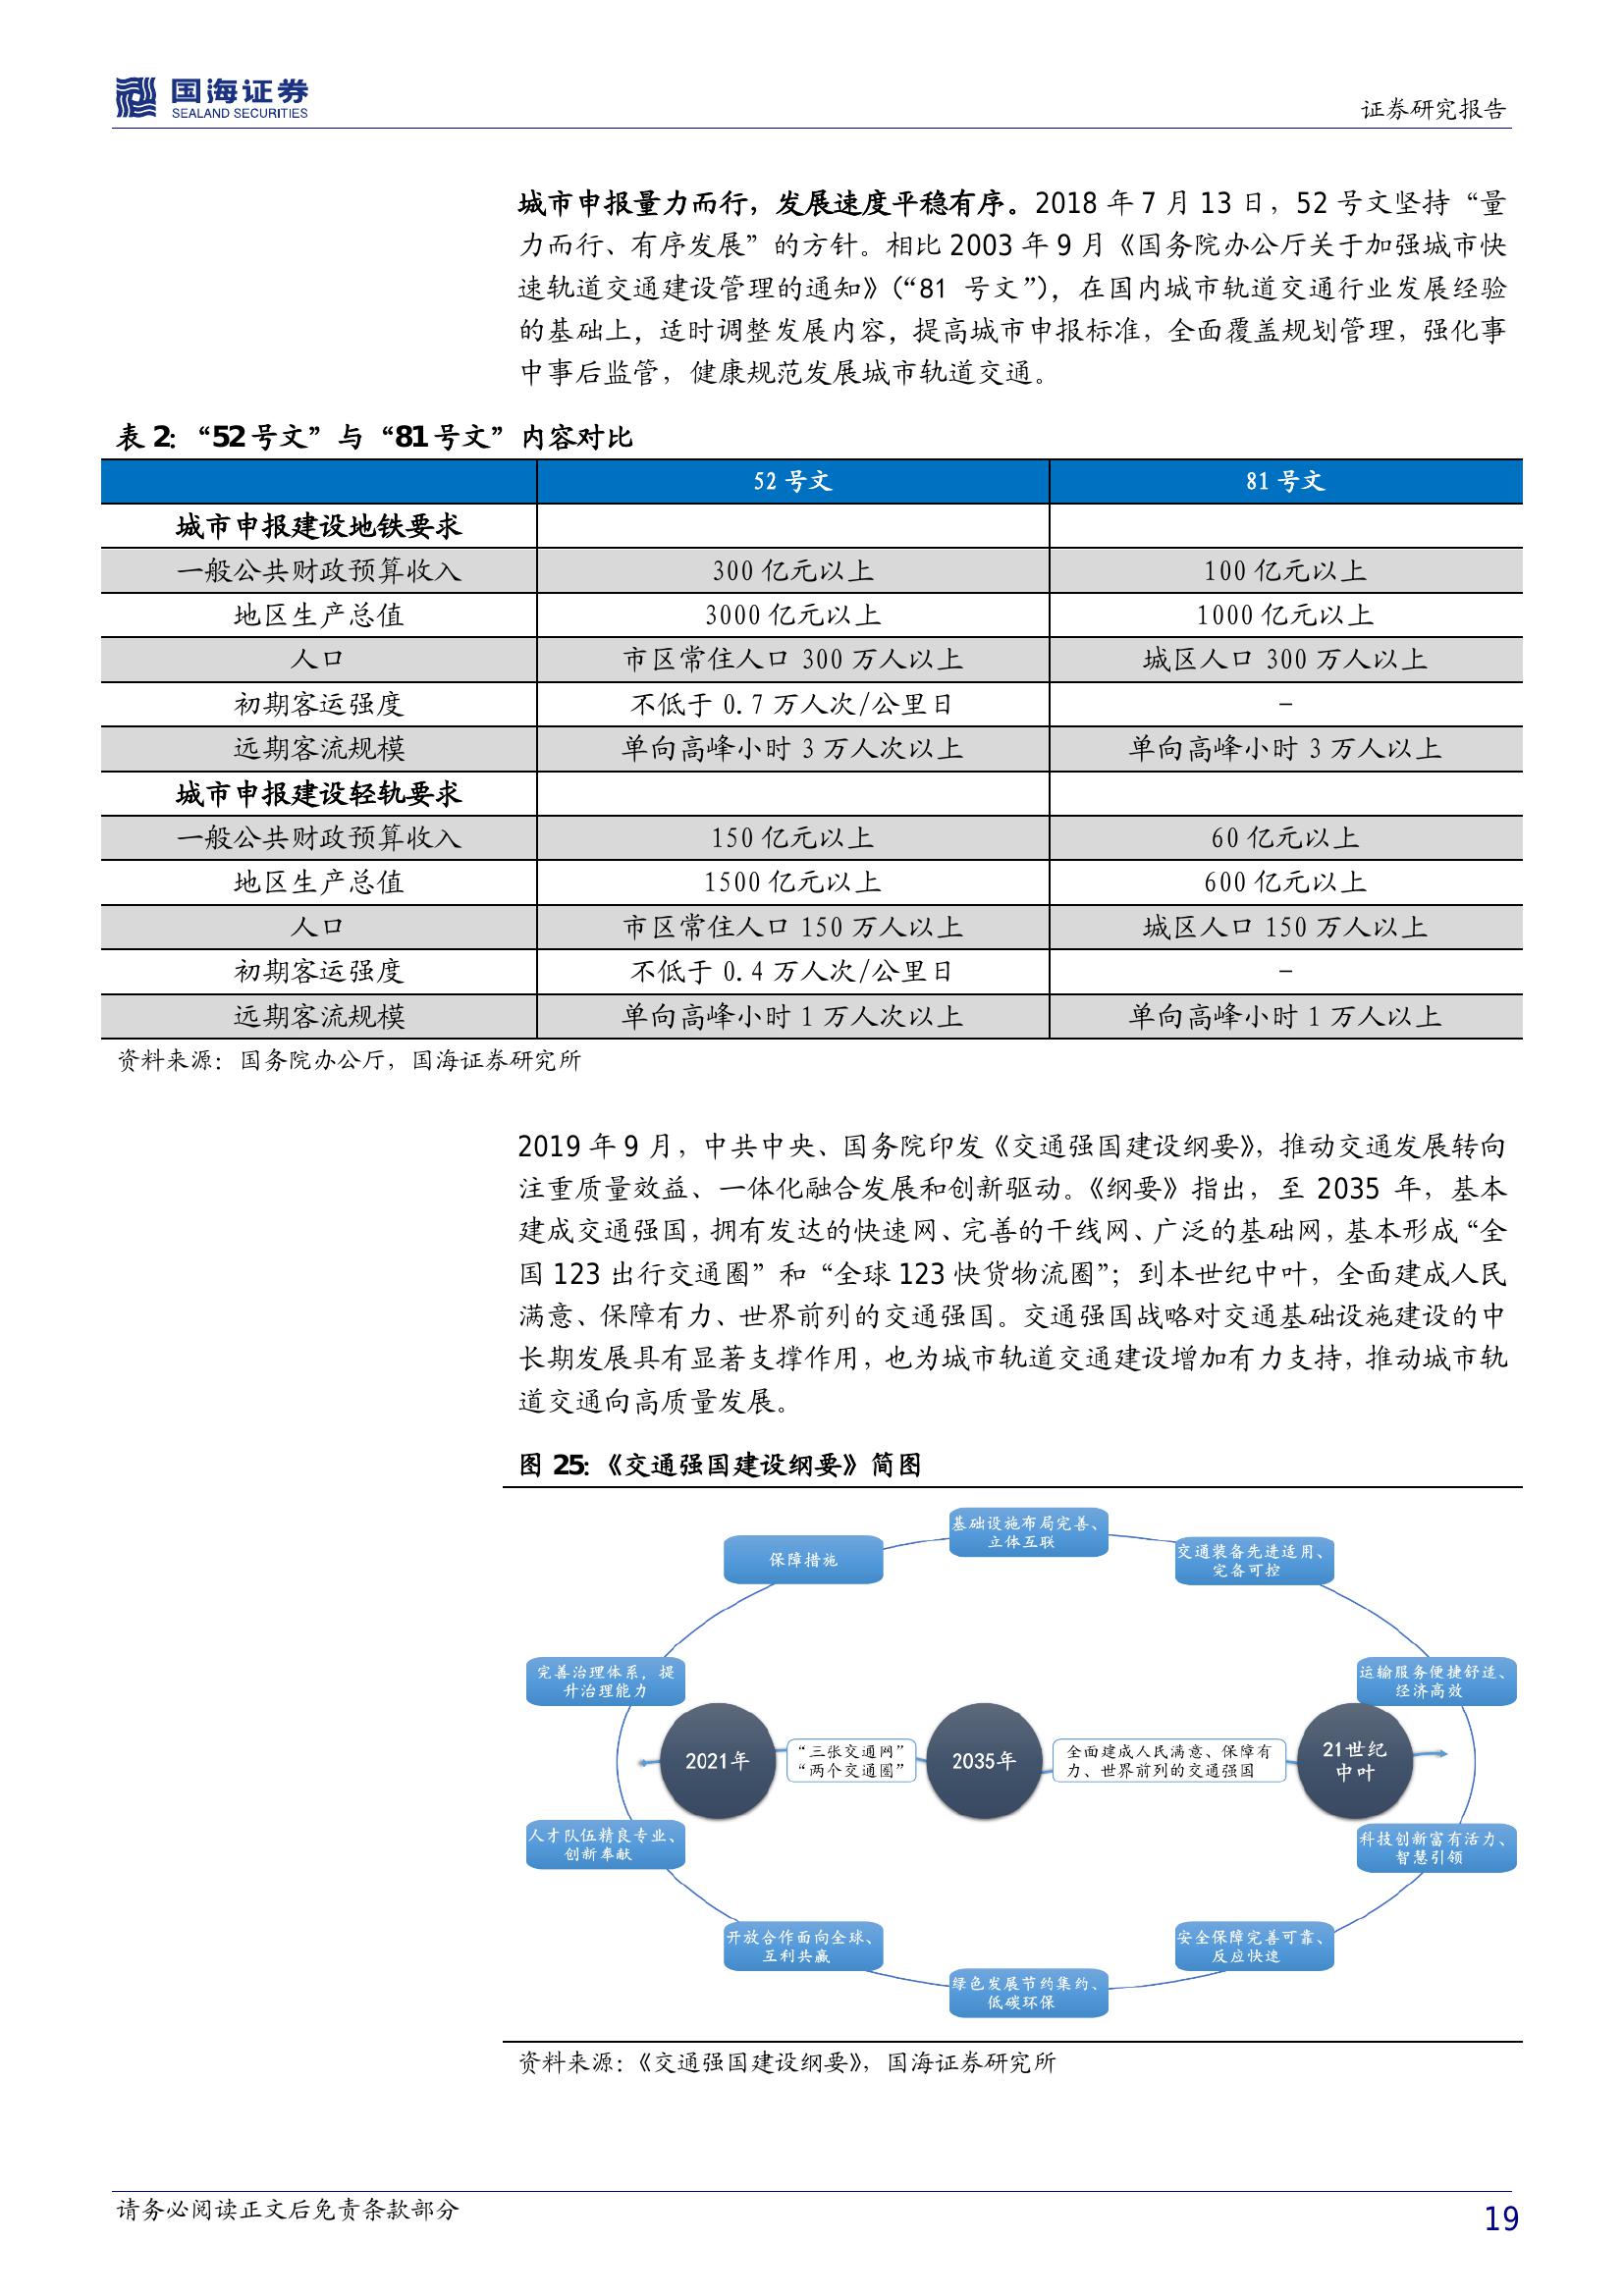 国海证券
SEALAND SECURITIES
证券研究报告
城市申报量力而行，发展速度平稳有序。2018 年 7 月 13 日，52 号文坚持“量
力而行、有序发展”的方针。相比 2003 年 9 月《国务院办公厅关于加强城市快
速轨道交通建设管理的通知》（“81 号文”），在国内城市轨道交通行业发展经验
的基础上，适时调整发展内容，提高城市申报标准，全面覆盖规划管理，强化事
中事后监管，健康规范发展城市轨道交通。
表 2：“52 号文”与“81 号文”内容对比
52 号文 81 号文
城市申报建设地铁要求
一般公共财政预算收入 300 亿元以上 100 亿元以上
地区生产总值 3000 亿元以上 1000 亿元以上
人口 市区常住人口 300 万人以上 城区人口 300 万人以上
初期客运强度 不低于 0.7 万人次/公里日 -
远期客流规模 单向高峰小时 3 万人次以上 单向高峰小时 3 万人以上
城市申报建设轻轨要求
一般公共财政预算收入 150 亿元以上 60 亿元以上
地区生产总值 1500 亿元以上 600 亿元以上
人口 市区常住人口 150 万人以上 城区人口 150 万人以上
初期客运强度 不低于 0.4 万人次/公里日 -
远期客流规模 单向高峰小时 1 万人次以上 单向高峰小时 1 万人以上
资料来源：国务院办公厅，国海证券研究所
2019 年 9 月，中共中央、国务院印发《交通强国建设纲要》，推动交通发展转向
注重质量效益、一体化融合发展和创新驱动。《纲要》指出，至 2035 年，基本
建成交通强国，拥有发达的快速网、完善的干线网、广泛的基础网，基本形成“全
国 123 出行交通圈”和“全球 123 快货物流圈”；到本世纪中叶，全面建成人民
满意、保障有力、世界前列的交通强国。交通强国战略对交通基础设施建设的中
长期发展具有显著支撑作用，也为城市轨道交通建设增加有力支持，推动城市轨
道交通向高质量发展。
图 25：《交通强国建设纲要》简图
基础设施布局完善、
立体互联
保障措施
交通装备先进适用、
完备可控
完善治理体系，提
升治理能力
运输服务便捷舒适、
经济高效
2021年
“三张交通网”
“两个交通圈”
2035年
全面建成人民满意、保障有
力、世界前列的交通强国
21世纪
中叶
人才队伍精良专业、
创新奉献
科技创新富有活力、
智慧引领
开放合作面向全球、
互利共赢
安全保障完善可靠、
反应快速
绿色发展节约集约、
低碳环保
资料来源：《交通强国建设纲要》，国海证券研究所
请务必阅读正文后免责条款部分
19